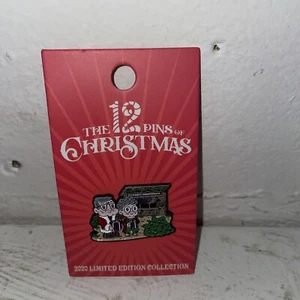 THE 12 PINS OF
CHRISTMAS
2020 LIMITED EDITION COLLECTION